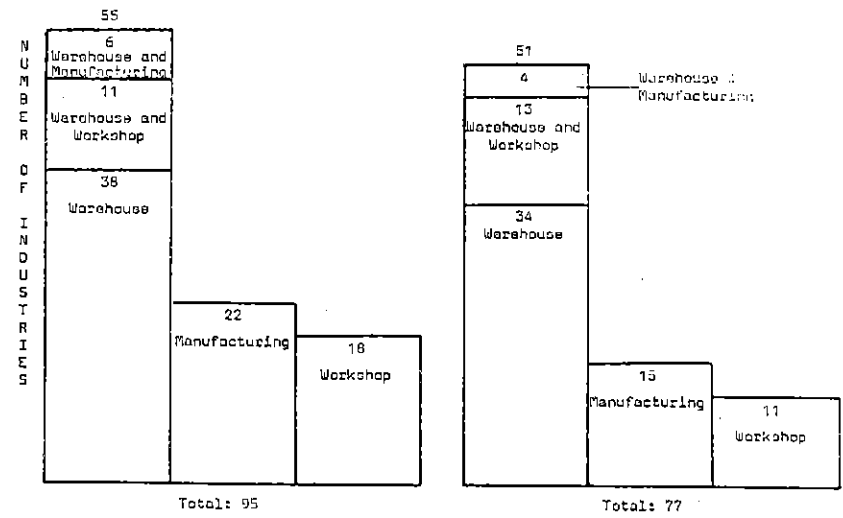 NUMBER OF INDUSTRIES
55
6
Warehouse and
Manufacturing
11
Warehouse and
Workshop
38
Warehouse
22
Manufacturing
18
Workshop
Total: 95
51
4
Warehouse
Manufacturing
13
Warehouse and
Workshop
34
Warehouse
15
Manufacturing
11
Workshop
Total: 77